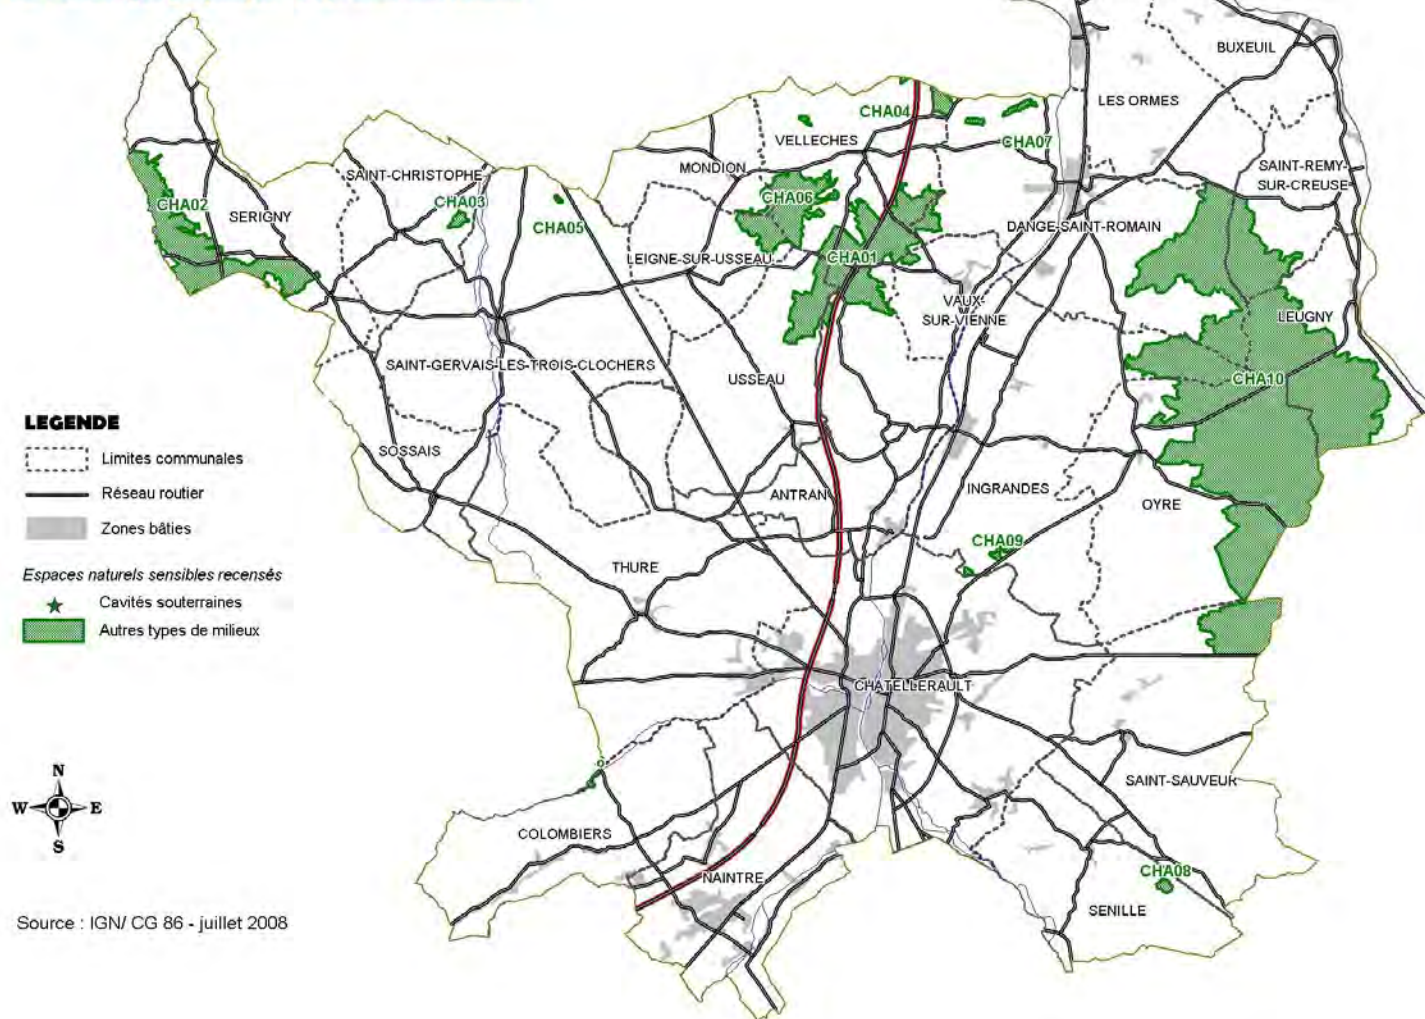 BUXEUIL
LES ORMES
CHA04
VELLECHES
CHA07
MONDION
SAINT-REMY-
SUR-CREUSE
SAINT-CHRISTOPHE
CHA02
CHA03
CHA06
SERIGNY
CHA05
DANGE-SAINT-ROMAIN
LEIGNE-SUR-USSEAU
CHA01
VAUX-
SUR-VIENNE
LEUGNY
SAINT-GERVAIS-LES-TROIS-CLOCHERS
USSEAU
CHA10
LEGENDE
Limites communales
Réseau routier
Zones bâties
Espaces naturels sensibles recensés
Cavités souterraines
Autres types de milieux
SOSSAIS
ANTRAN
INGRANDES
OYRE
CHA09
THURE
CHATELLERAULT
N
W E
S
SAINT-SAUVEUR
COLOMBIERS
NAINTRE
CHA08
SENILLE
Source : IGN/ CG 86 - juillet 2008